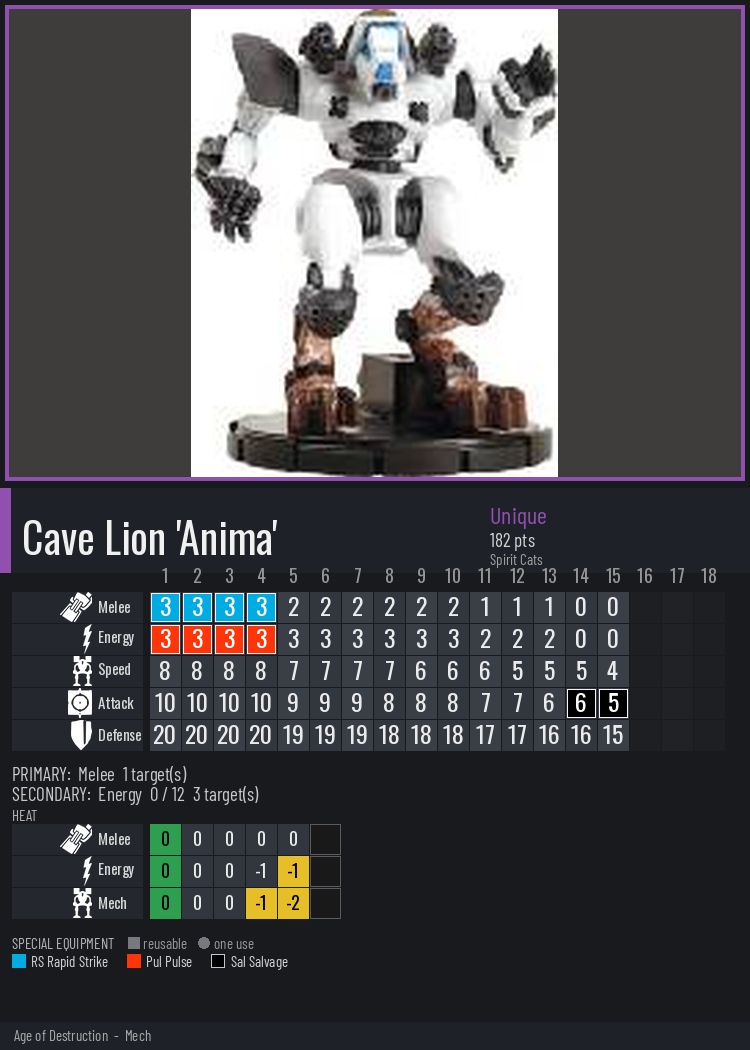 Cave Lion 'Anima'
Unique
182 pts
Spirit Cats
1 2 3 4 5 6 7 8 9 10 11 12 13 14 15 16 17 18
Melee 3 3 3 3 2 2 2 2 2 2 1 1 1 0 0
Energy 3 3 3 3 3 3 3 3 3 3 2 2 2 0 0
Speed 8 8 8 8 7 7 7 7 6 6 6 5 5 5 4
Attack 10 10 10 10 9 9 9 8 8 8 7 7 6 6 5
Defense 20 20 20 20 19 19 19 18 18 18 17 17 16 16 15
PRIMARY: Melee 1 target(s)
SECONDARY: Energy 0 / 12 3 target(s)
HEAT
Melee 0 0 0 0 0
Energy 0 0 0 -1 -1
Mech 0 0 0 -1 -2
SPECIAL EQUIPMENT reusable one use
RS Rapid Strike Pul Pulse Sal Salvage
Age of Destruction - Mech